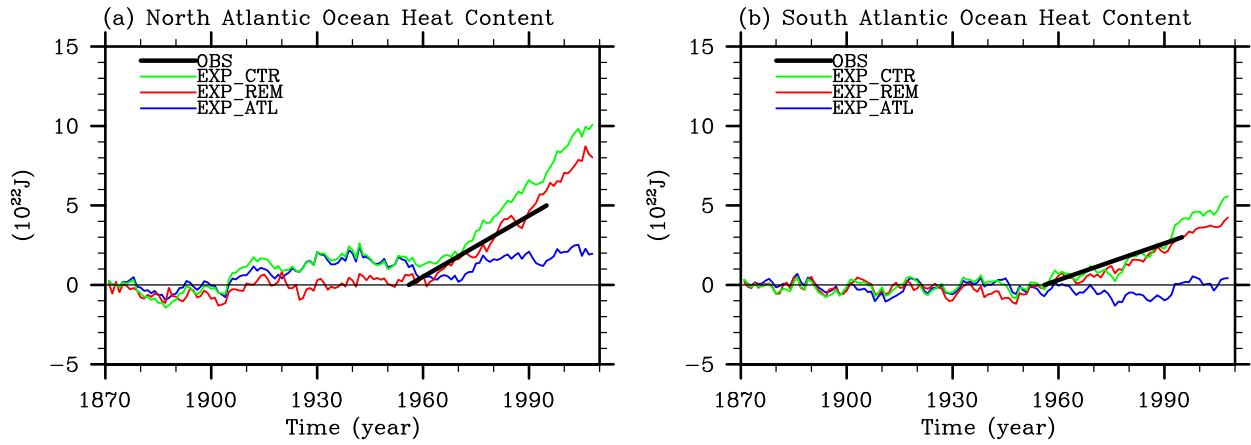 (a) North Atlantic Ocean Heat Content
15
10
5
0
−5
(10²²J)
OBS
EXP_CTR
EXP_REM
EXP_ATL
1870 1900 1930 1960 1990
Time (year)
(b) South Atlantic Ocean Heat Content
15
10
5
0
−5
(10²²J)
OBS
EXP_CTR
EXP_REM
EXP_ATL
1870 1900 1930 1960 1990
Time (year)